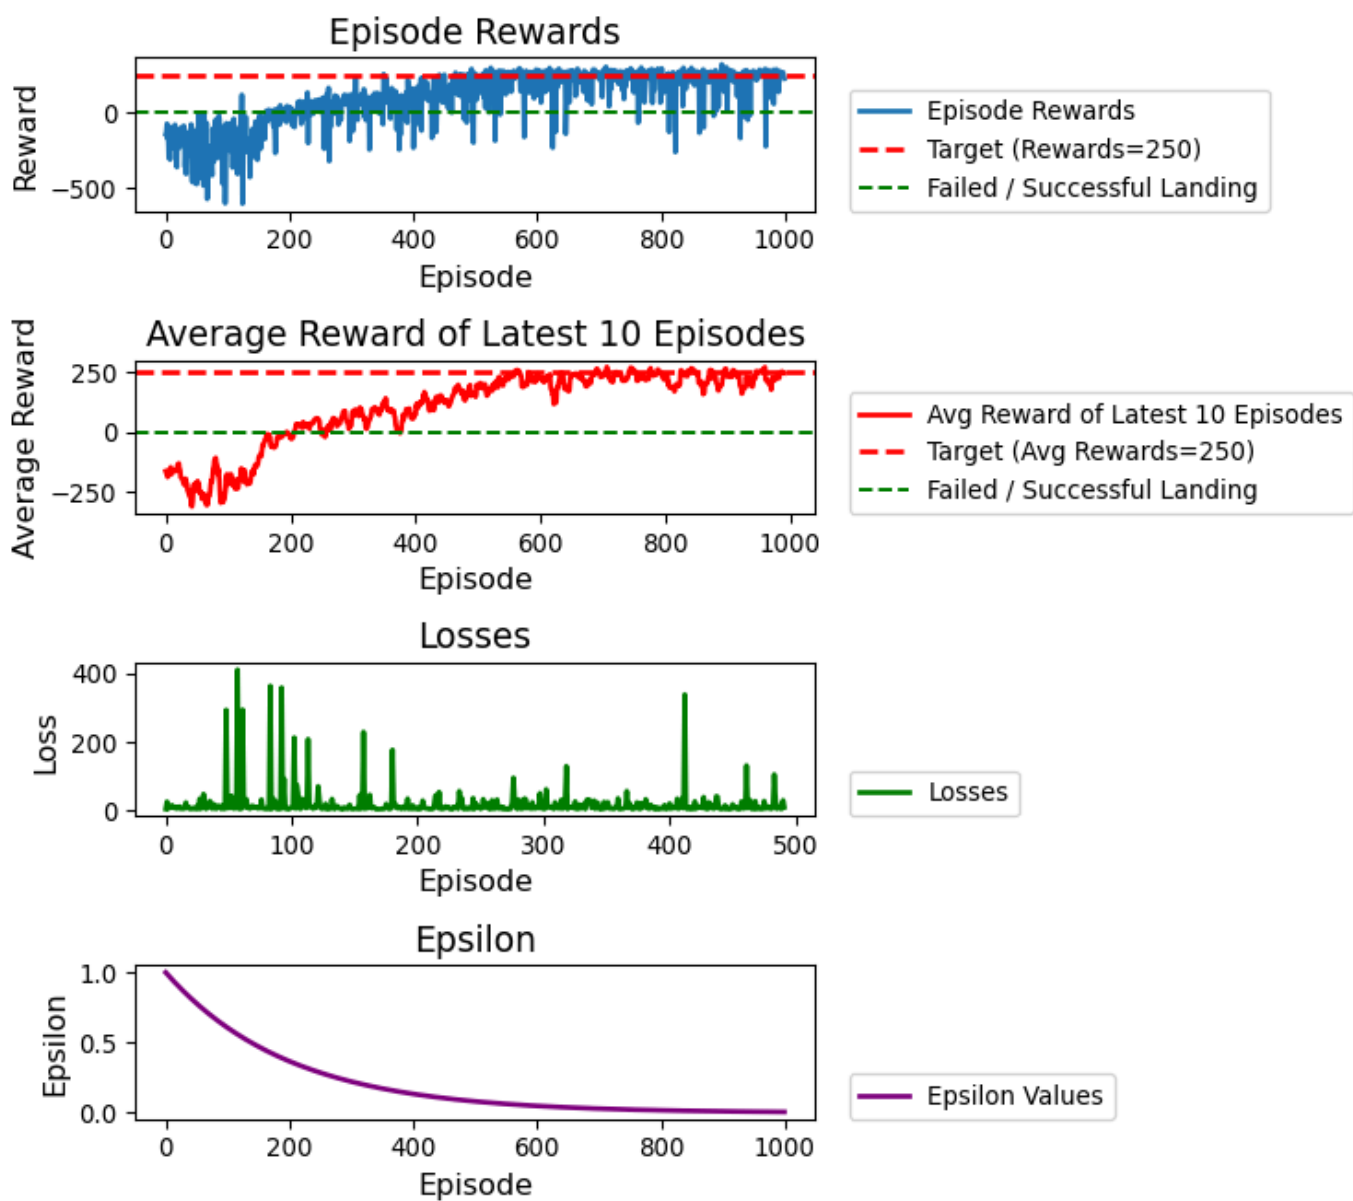 Episode Rewards
Reward
0
−500
0 200 400 600 800 1000
Episode
Episode Rewards
Target (Rewards=250)
Failed / Successful Landing
Average Reward of Latest 10 Episodes
Average Reward
250
0
−250
0 200 400 600 800 1000
Episode
Avg Reward of Latest 10 Episodes
Target (Avg Rewards=250)
Failed / Successful Landing
Losses
Loss
400
200
0
0 100 200 300 400 500
Episode
Losses
Epsilon
Epsilon
1.0
0.5
0.0
0 200 400 600 800 1000
Episode
Epsilon Values